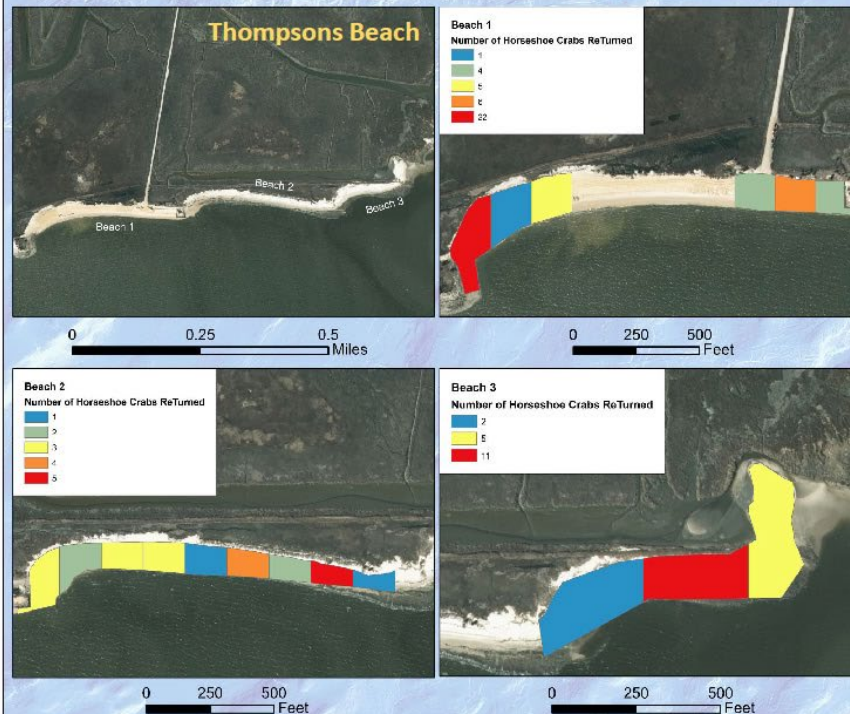 Thompsons Beach
Beach 1
Beach 2
Beach 3
0 0.25 0.5
Miles
Beach 1
Number of Horseshoe Crabs ReTurned
1
4
5
6
22
0 250 500
Feet
Beach 2
Number of Horseshoe Crabs ReTurned
1
2
3
4
5
0 250 500
Feet
Beach 3
Number of Horseshoe Crabs ReTurned
2
5
11
0 250 500
Feet